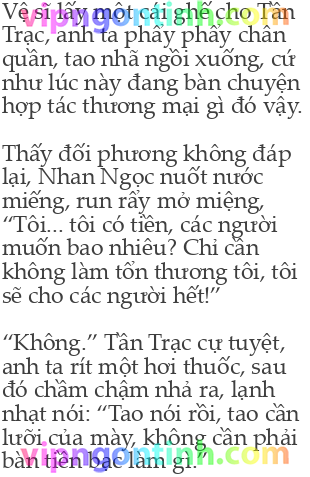 Vệ sĩ lấy một cái ghế cho Tần
vipngontinh.com
Trạc, anh ta phẩy phẩy chân
quần, tao nhã ngồi xuống, cứ
như lúc này đang bàn chuyện
hợp tác thương mại gì đó vậy.
Thấy đối phương không đáp
lại, Nhan Ngọc nuốt nước
miếng, run rẩy mở miệng,
“Tôi... tôi có tiền, các người
muốn bao nhiêu? Chỉ cần
không làm tổn thương tôi, tôi
sẽ cho các người hết!”
“Không.” Tần Trạc cự tuyệt,
anh ta rít một hơi thuốc, sau
đó chầm chậm nhả ra, lạnh
nhạt nói: “Tao nói rồi, tao cần
lưỡi của mày, không cần phải
vipngontinh.com
bàn tiền bạc làm gì.”